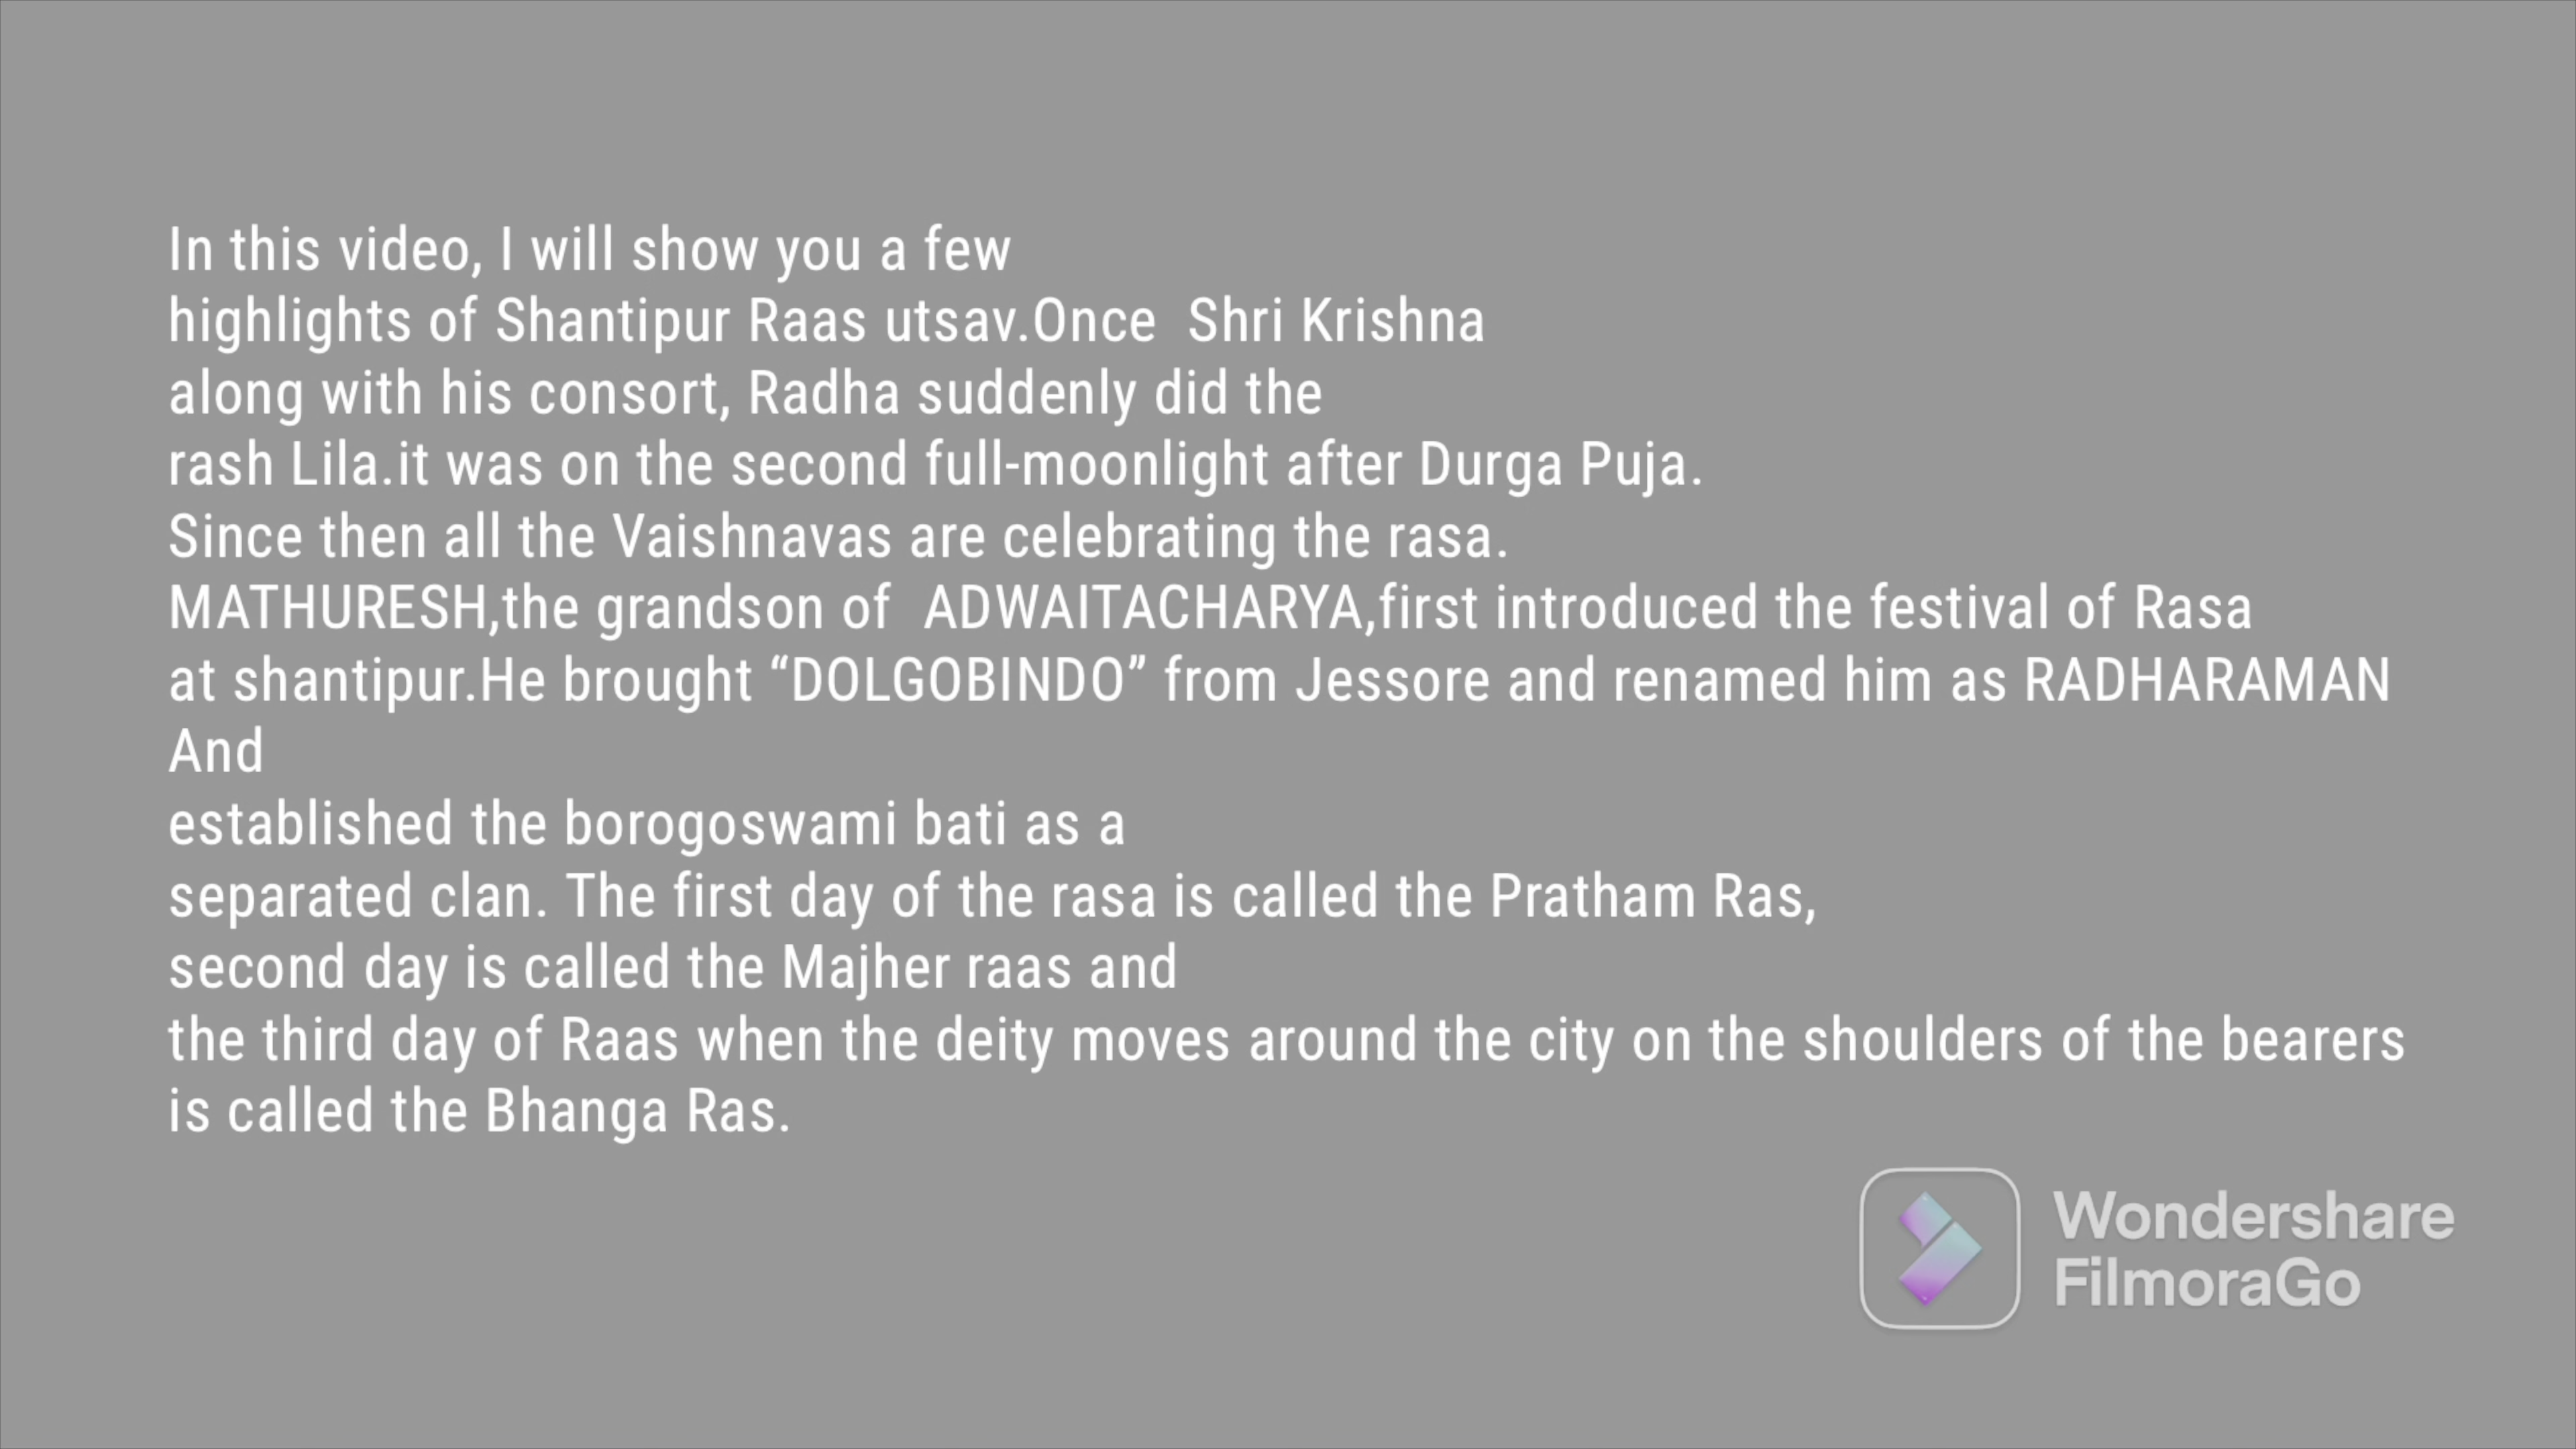 In this video, I will show you a few
highlights of Shantipur Raas utsav.Once  Shri Krishna
along with his consort, Radha suddenly did the
rash Lila.it was on the second full-moonlight after Durga Puja.
Since then all the Vaishnavas are celebrating the rasa.
MATHURESH,the grandson of  ADWAITACHARYA,first introduced the festival of Rasa
at shantipur.He brought “DOLGOBINDO” from Jessore and renamed him as RADHARAMAN
And
established the borogoswami bati as a
separated clan. The first day of the rasa is called the Pratham Ras,
second day is called the Majher raas and
the third day of Raas when the deity moves around the city on the shoulders of the bearers
is called the Bhanga Ras.
Wondershare
FilmoraGo